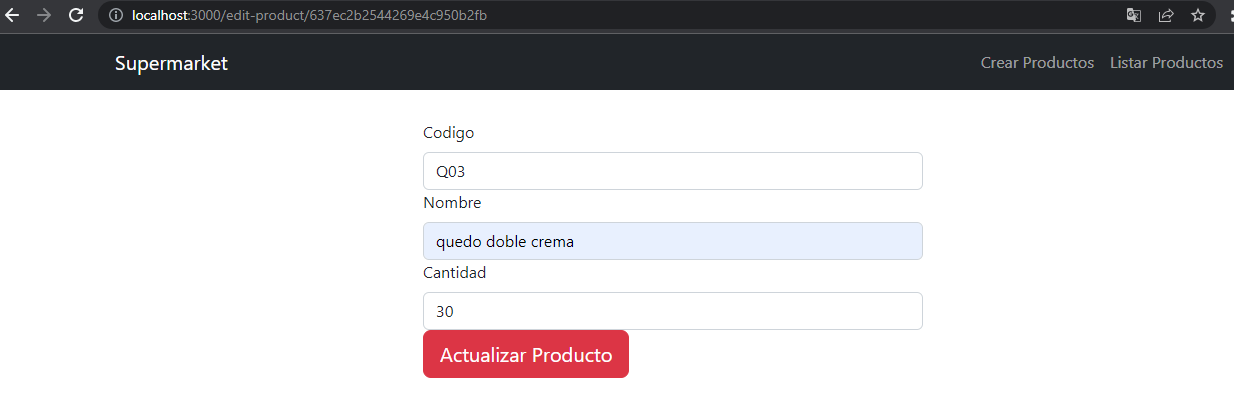 localhost:3000/edit-product/637ec2b2544269e4c950b2fb
Supermarket
Crear Productos Listar Productos
Codigo
Q03
Nombre
quedo doble crema
Cantidad
30
Actualizar Producto